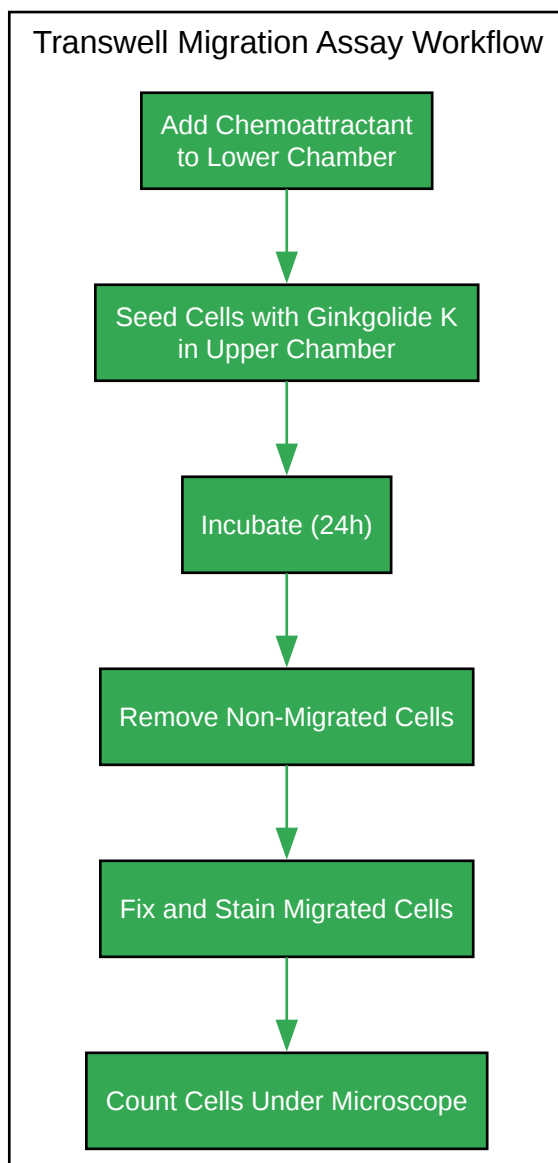 Transwell Migration Assay Workflow
Add Chemoattractant
to Lower Chamber
Seed Cells with Ginkgolide K
in Upper Chamber
Incubate (24h)
Remove Non-Migrated Cells
Fix and Stain Migrated Cells
Count Cells Under Microscope